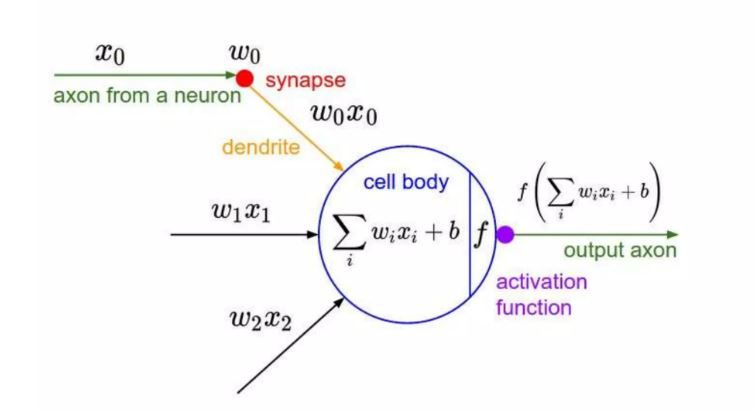 x₀
w₀
axon from a neuron
synapse
w₀x₀
dendrite
cell body
f(∑ᵢ wᵢxᵢ + b)
w₁x₁
∑ᵢ wᵢxᵢ + b
f
output axon
activation
function
w₂x₂